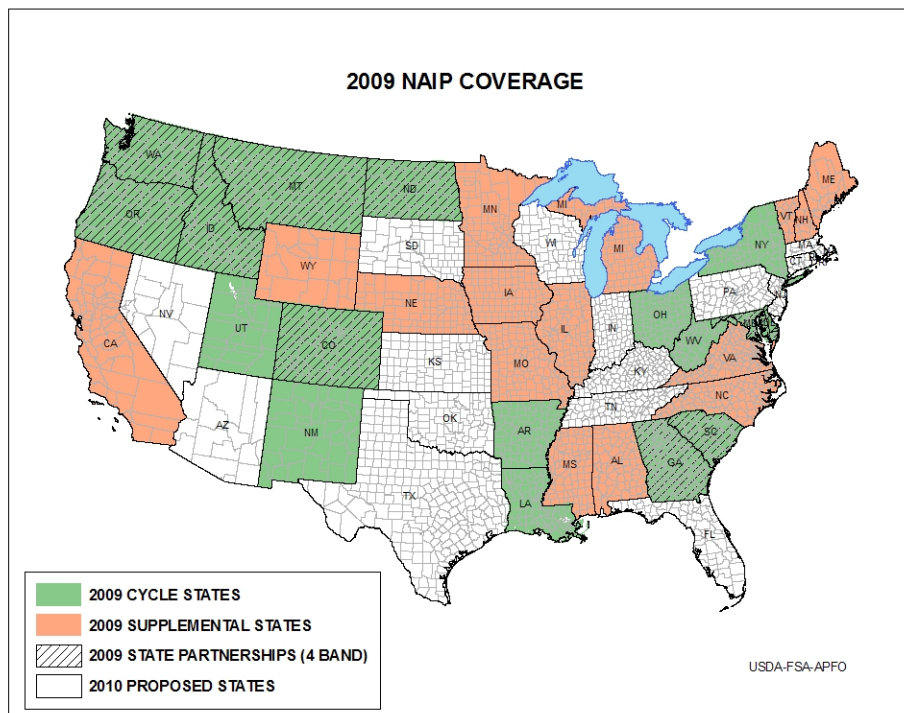 2009 NAIP COVERAGE
WA
MT
ND
OR
ID
MN
SD
WY
WI
MI
MI
ME
VT
NH
NY
MA
CT
PA
NV
UT
CA
CO
NE
IA
IL
IN
OH
WV
VA
KS
MO
KY
NC
TN
AZ
NM
OK
AR
SC
MS
AL
GA
TX
LA
FL
2009 CYCLE STATES
2009 SUPPLEMENTAL STATES
2009 STATE PARTNERSHIPS (4 BAND)
2010 PROPOSED STATES
USDA-FSA-APFO